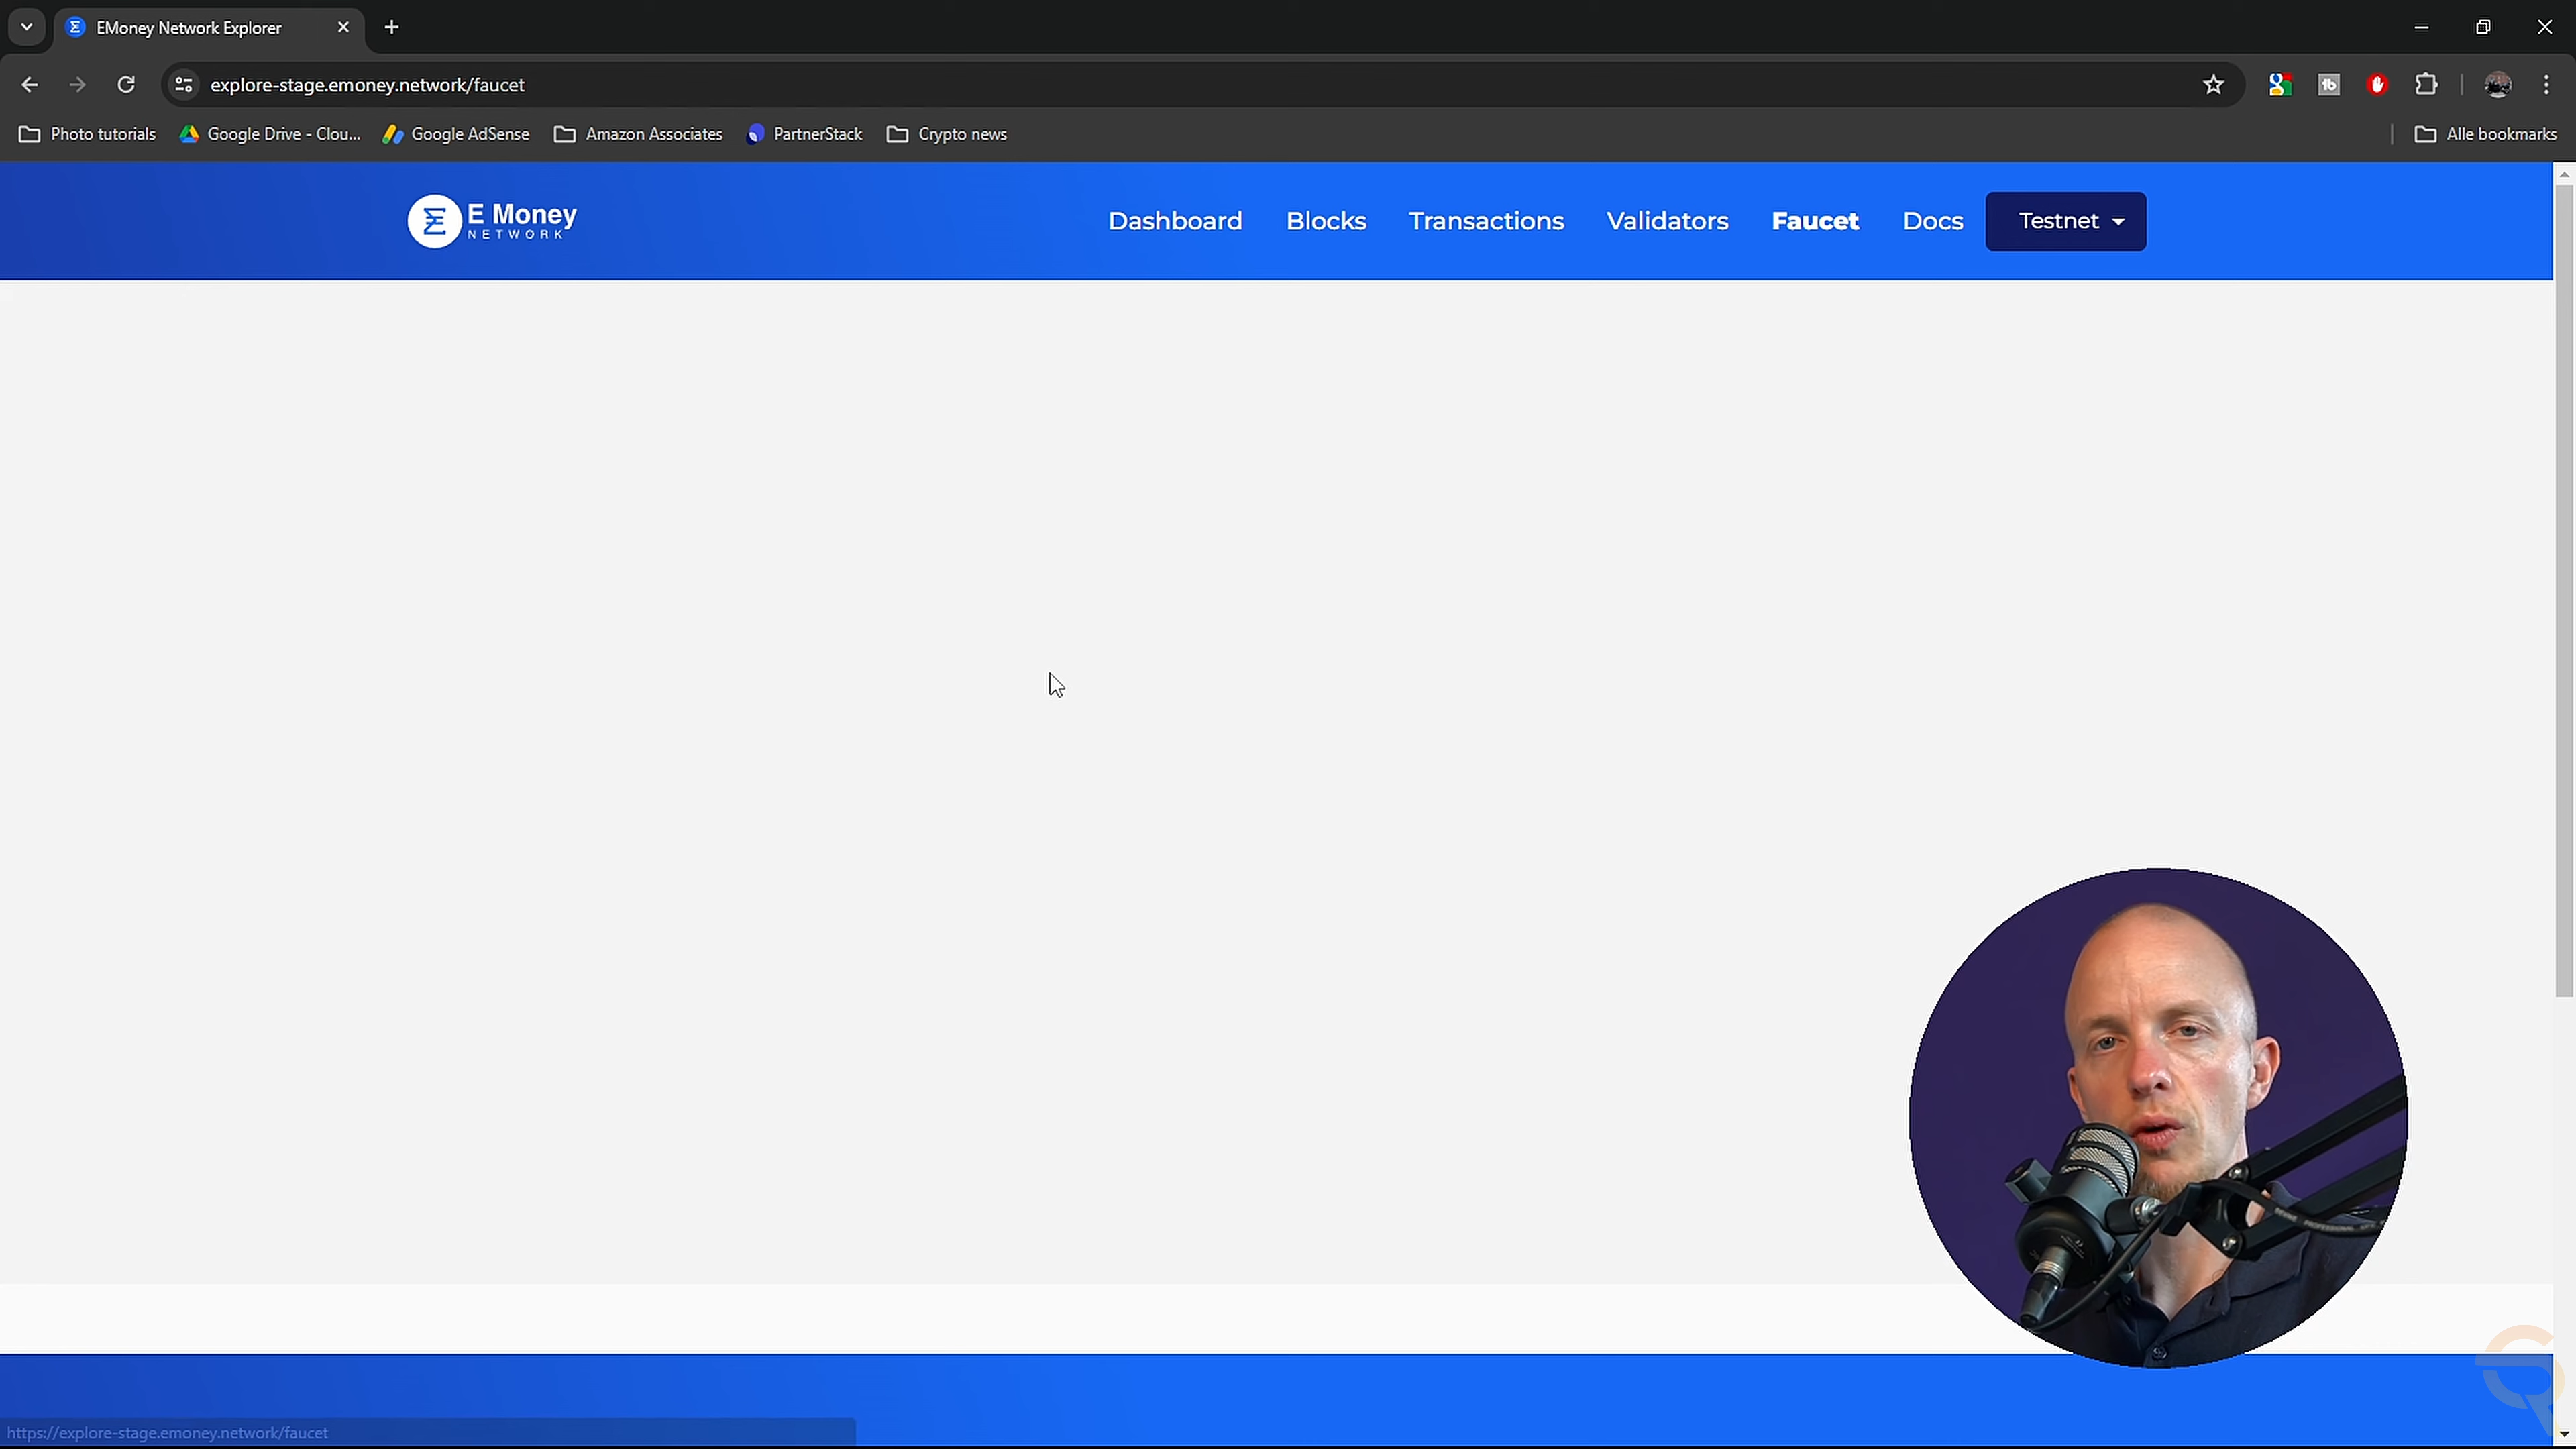 EMoney Network Explorer
explore-stage.emoney.network/faucet
Photo tutorials Google Drive - Clou... Google AdSense Amazon Associates PartnerStack Crypto news Alle bookmarks
E Money
NETWORK
Dashboard Blocks Transactions Validators Faucet Docs Testnet
https://explore-stage.emoney.network/faucet